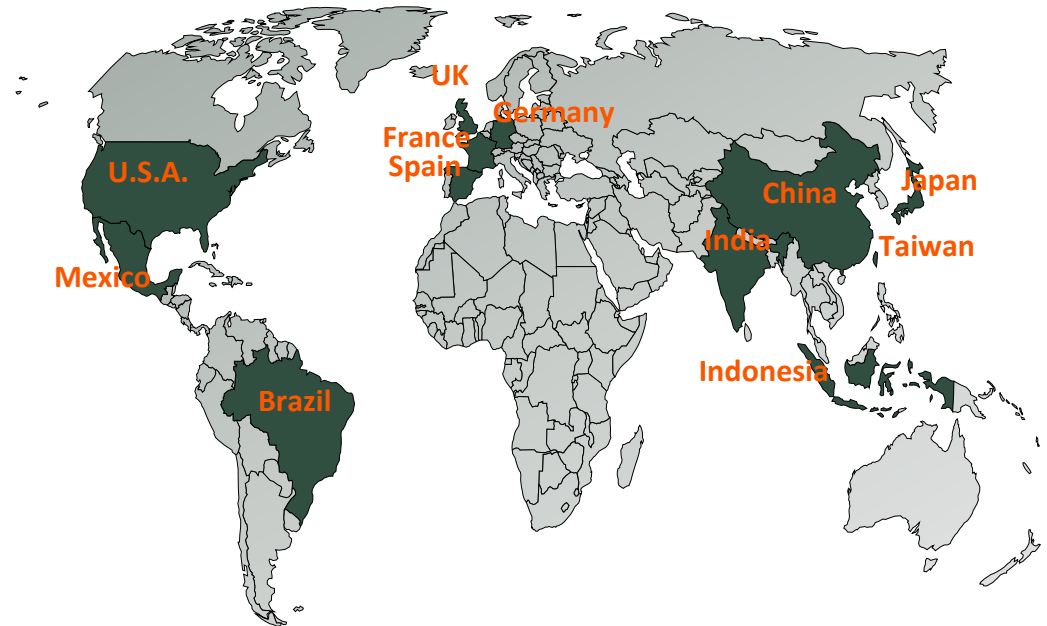 UK
Germany
France
Spain
U.S.A.
China
Japan
India
Taiwan
Mexico
Indonesia
Brazil